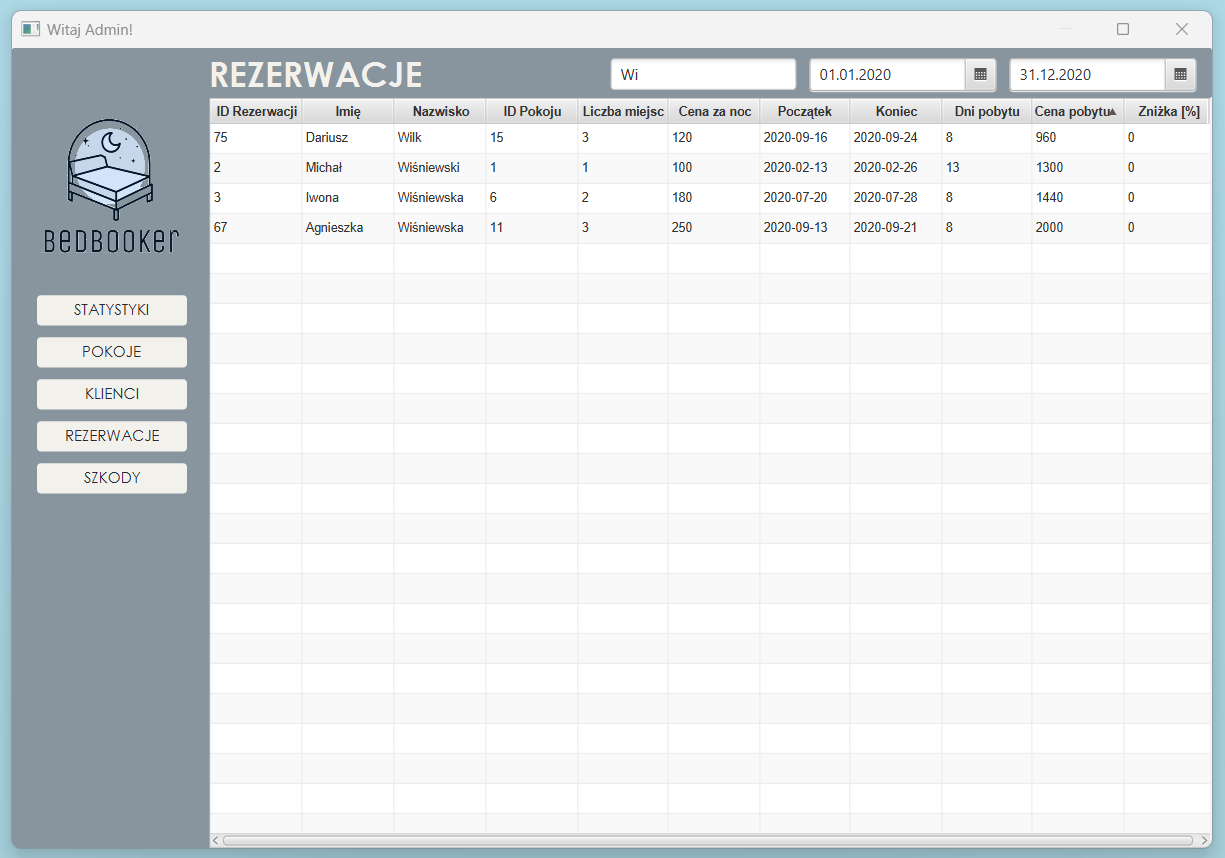 Witaj Admin!
REZERWACJE Wi 01.01.2020 31.12.2020
BEDBOOKER
STATYSTYKI
POKOJE
KLIENCI
REZERWACJE
SZKODY
ID Rezerwacji Imię Nazwisko ID Pokoju Liczba miejsc Cena za noc Początek Koniec Dni pobytu Cena pobytu Zniżka [%]
75 Dariusz Wilk 15 3 120 2020-09-16 2020-09-24 8 960 0
2 Michał Wiśniewski 1 1 100 2020-02-13 2020-02-26 13 1300 0
3 Iwona Wiśniewska 6 2 180 2020-07-20 2020-07-28 8 1440 0
67 Agnieszka Wiśniewska 11 3 250 2020-09-13 2020-09-21 8 2000 0